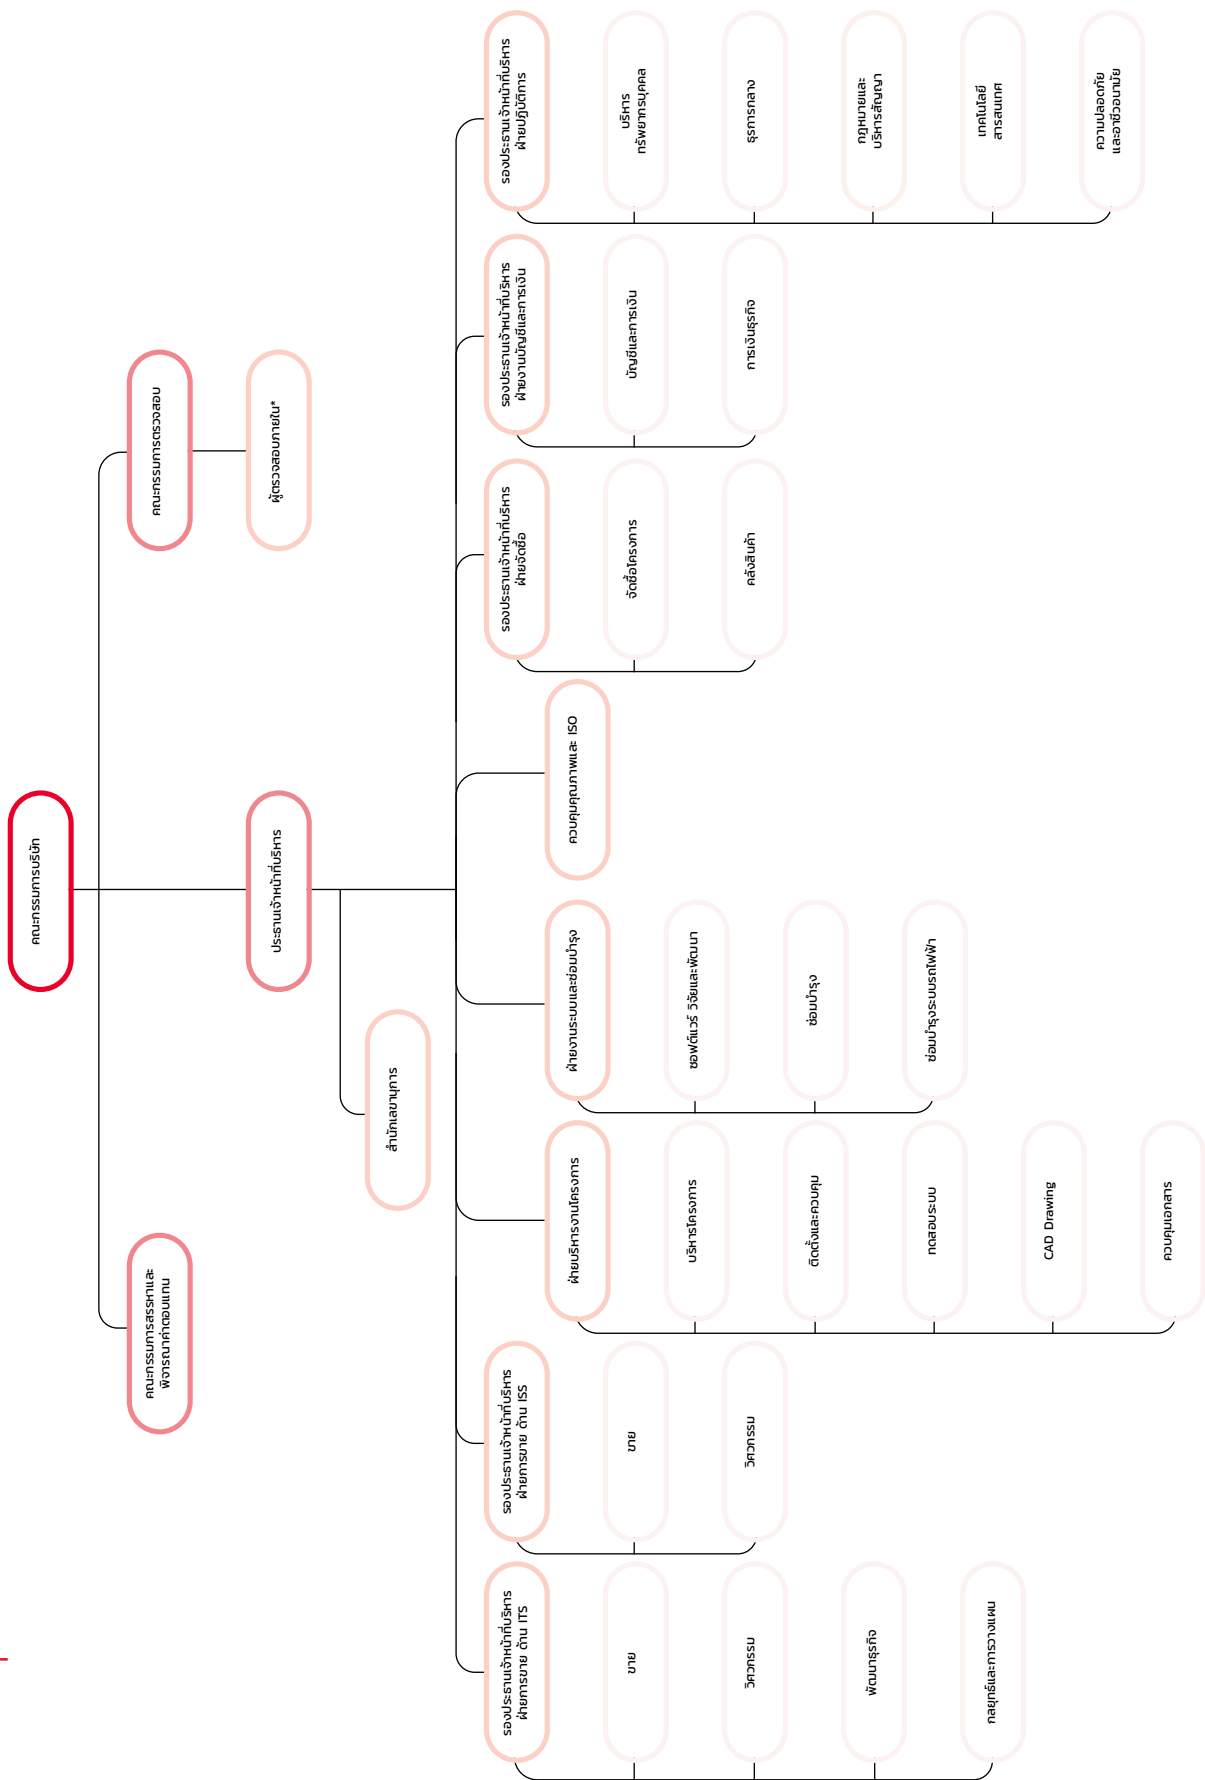 คณะกรรมการบริษัท
คณะกรรมการสรรหาและ
พิจารณาค่าตอบแทน
คณะกรรมการตรวจสอบ
ประธานเจ้าหน้าที่บริหาร
ผู้ตรวจสอบภายใน*
สำนักเลขานุการ
รองประธานเจ้าหน้าที่บริหาร
ฝ่ายการขาย ด้าน ITS
ขาย
วิศวกรรม
พัฒนาธุรกิจ
กลยุทธ์และการวางแผน
รองประธานเจ้าหน้าที่บริหาร
ฝ่ายการขาย ด้าน ISS
ขาย
วิศวกรรม
ฝ่ายบริหารงานโครงการ
บริหารโครงการ
ติดตั้งและควบคุม
ทดสอบระบบ
CAD Drawing
ควบคุมเอกสาร
ฝ่ายงานระบบและซ่อมบำรุง
ซอฟต์แวร์ วิจัยและพัฒนา
ซ่อมบำรุง
ซ่อมบำรุงระบบรถไฟฟ้า
ควบคุมคุณภาพและ ISO
รองประธานเจ้าหน้าที่บริหาร
ฝ่ายจัดซื้อ
จัดซื้อโครงการ
คลังสินค้า
รองประธานเจ้าหน้าที่บริหาร
ฝ่ายงานบัญชีและการเงิน
บัญชีและการเงิน
การเงินธุรกิจ
รองประธานเจ้าหน้าที่บริหาร
ฝ่ายปฏิบัติการ
บริหาร
ทรัพยากรบุคคล
ธุรการกลาง
กฎหมายและ
บริหารสัญญา
เทคโนโลยี
สารสนเทศ
ความปลอดภัย
และอาชีวอนามัย